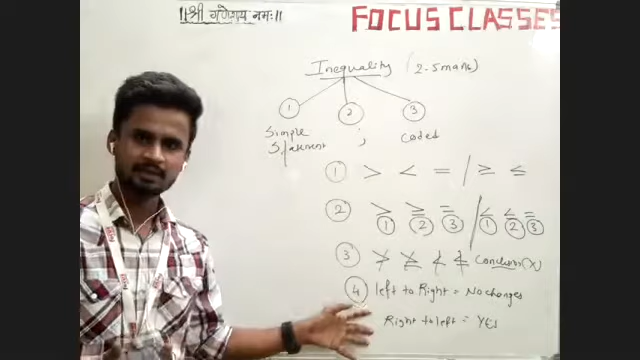 ॥श्री गणेशाय नमः॥
FOCUS CLASSES
Inequality (2-5 marks)
1 2 3
Simple ; coded
Statement
1 > < = / ≥ ≤
2 > ≥ = / < ≤ =
1 2 3 1 2 3
3 ≯ ≱ ≮ ≰ Conclusion (X)
4 left to Right = No changes
Right to left = YES